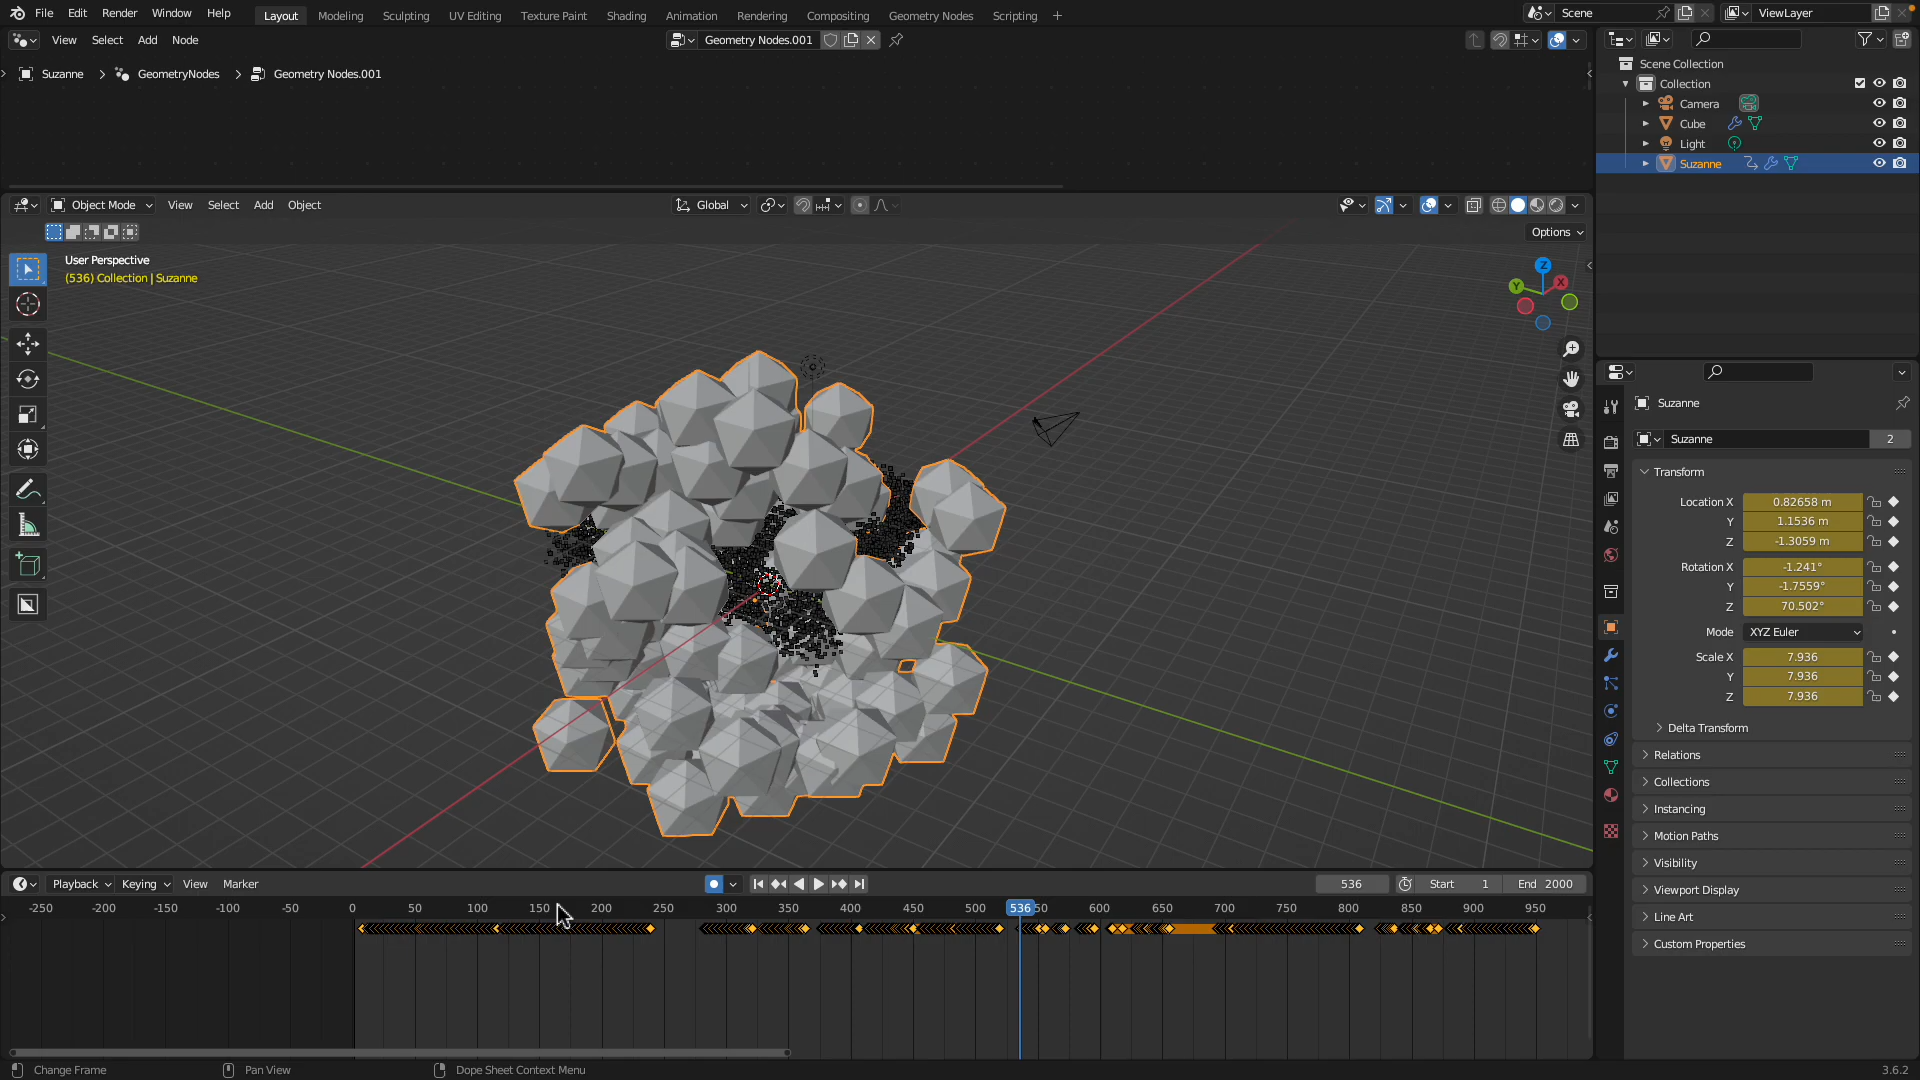 File Edit Render Window Help Layout Modeling Sculpting UV Editing Texture Paint Shading Animation Rendering Compositing Geometry Nodes Scripting + Scene ViewLayer
View Select Add Node Geometry Nodes.001
Suzanne > GeometryNodes > Geometry Nodes.001
Scene Collection
Collection
Camera
Cube
Light
Suzanne
Object Mode View Select Add Object Global
Options
User Perspective
(536) Collection | Suzanne
Z
Y
X
Suzanne
Suzanne 2
Transform
Location X 0.82658 m
Y 1.1536 m
Z -1.3059 m
Rotation X -1.241°
Y -1.7559°
Z 70.502°
Mode XYZ Euler
Scale X 7.936
Y 7.936
Z 7.936
Delta Transform
Relations
Collections
Instancing
Motion Paths
Visibility
Viewport Display
Line Art
Custom Properties
Playback Keying View Marker 536 Start 1 End 2000
-250 -200 -150 -100 -50 0 50 100 150 200 250 300 350 400 450 500 536 50 600 650 700 750 800 850 900 950
Change Frame Pan View Dope Sheet Context Menu 3.6.2